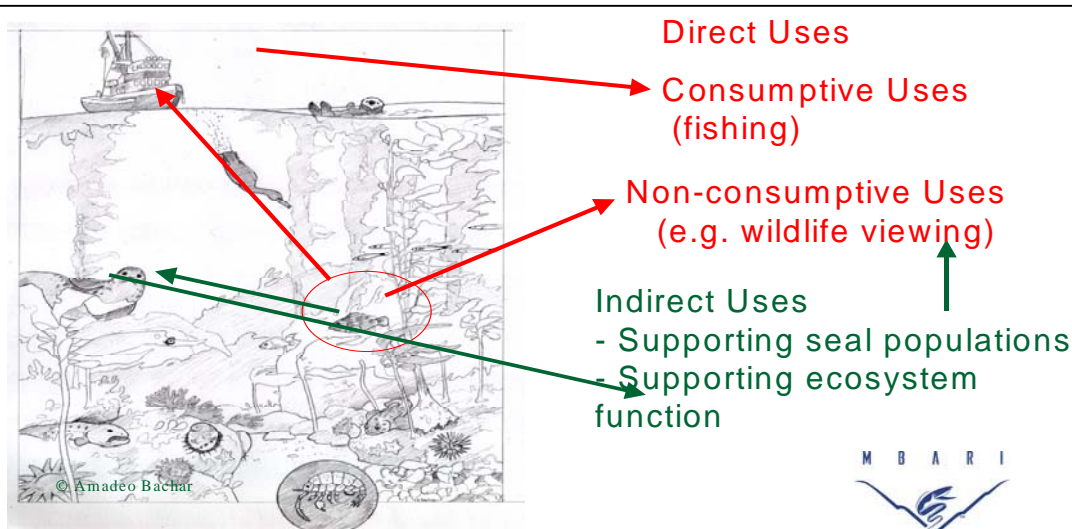 Direct Uses
Consumptive Uses
(fishing)
Non-consumptive Uses
(e.g. wildlife viewing)
Indirect Uses
- Supporting seal populations
- Supporting ecosystem
function
© Amadeo Bachar
M B A R I